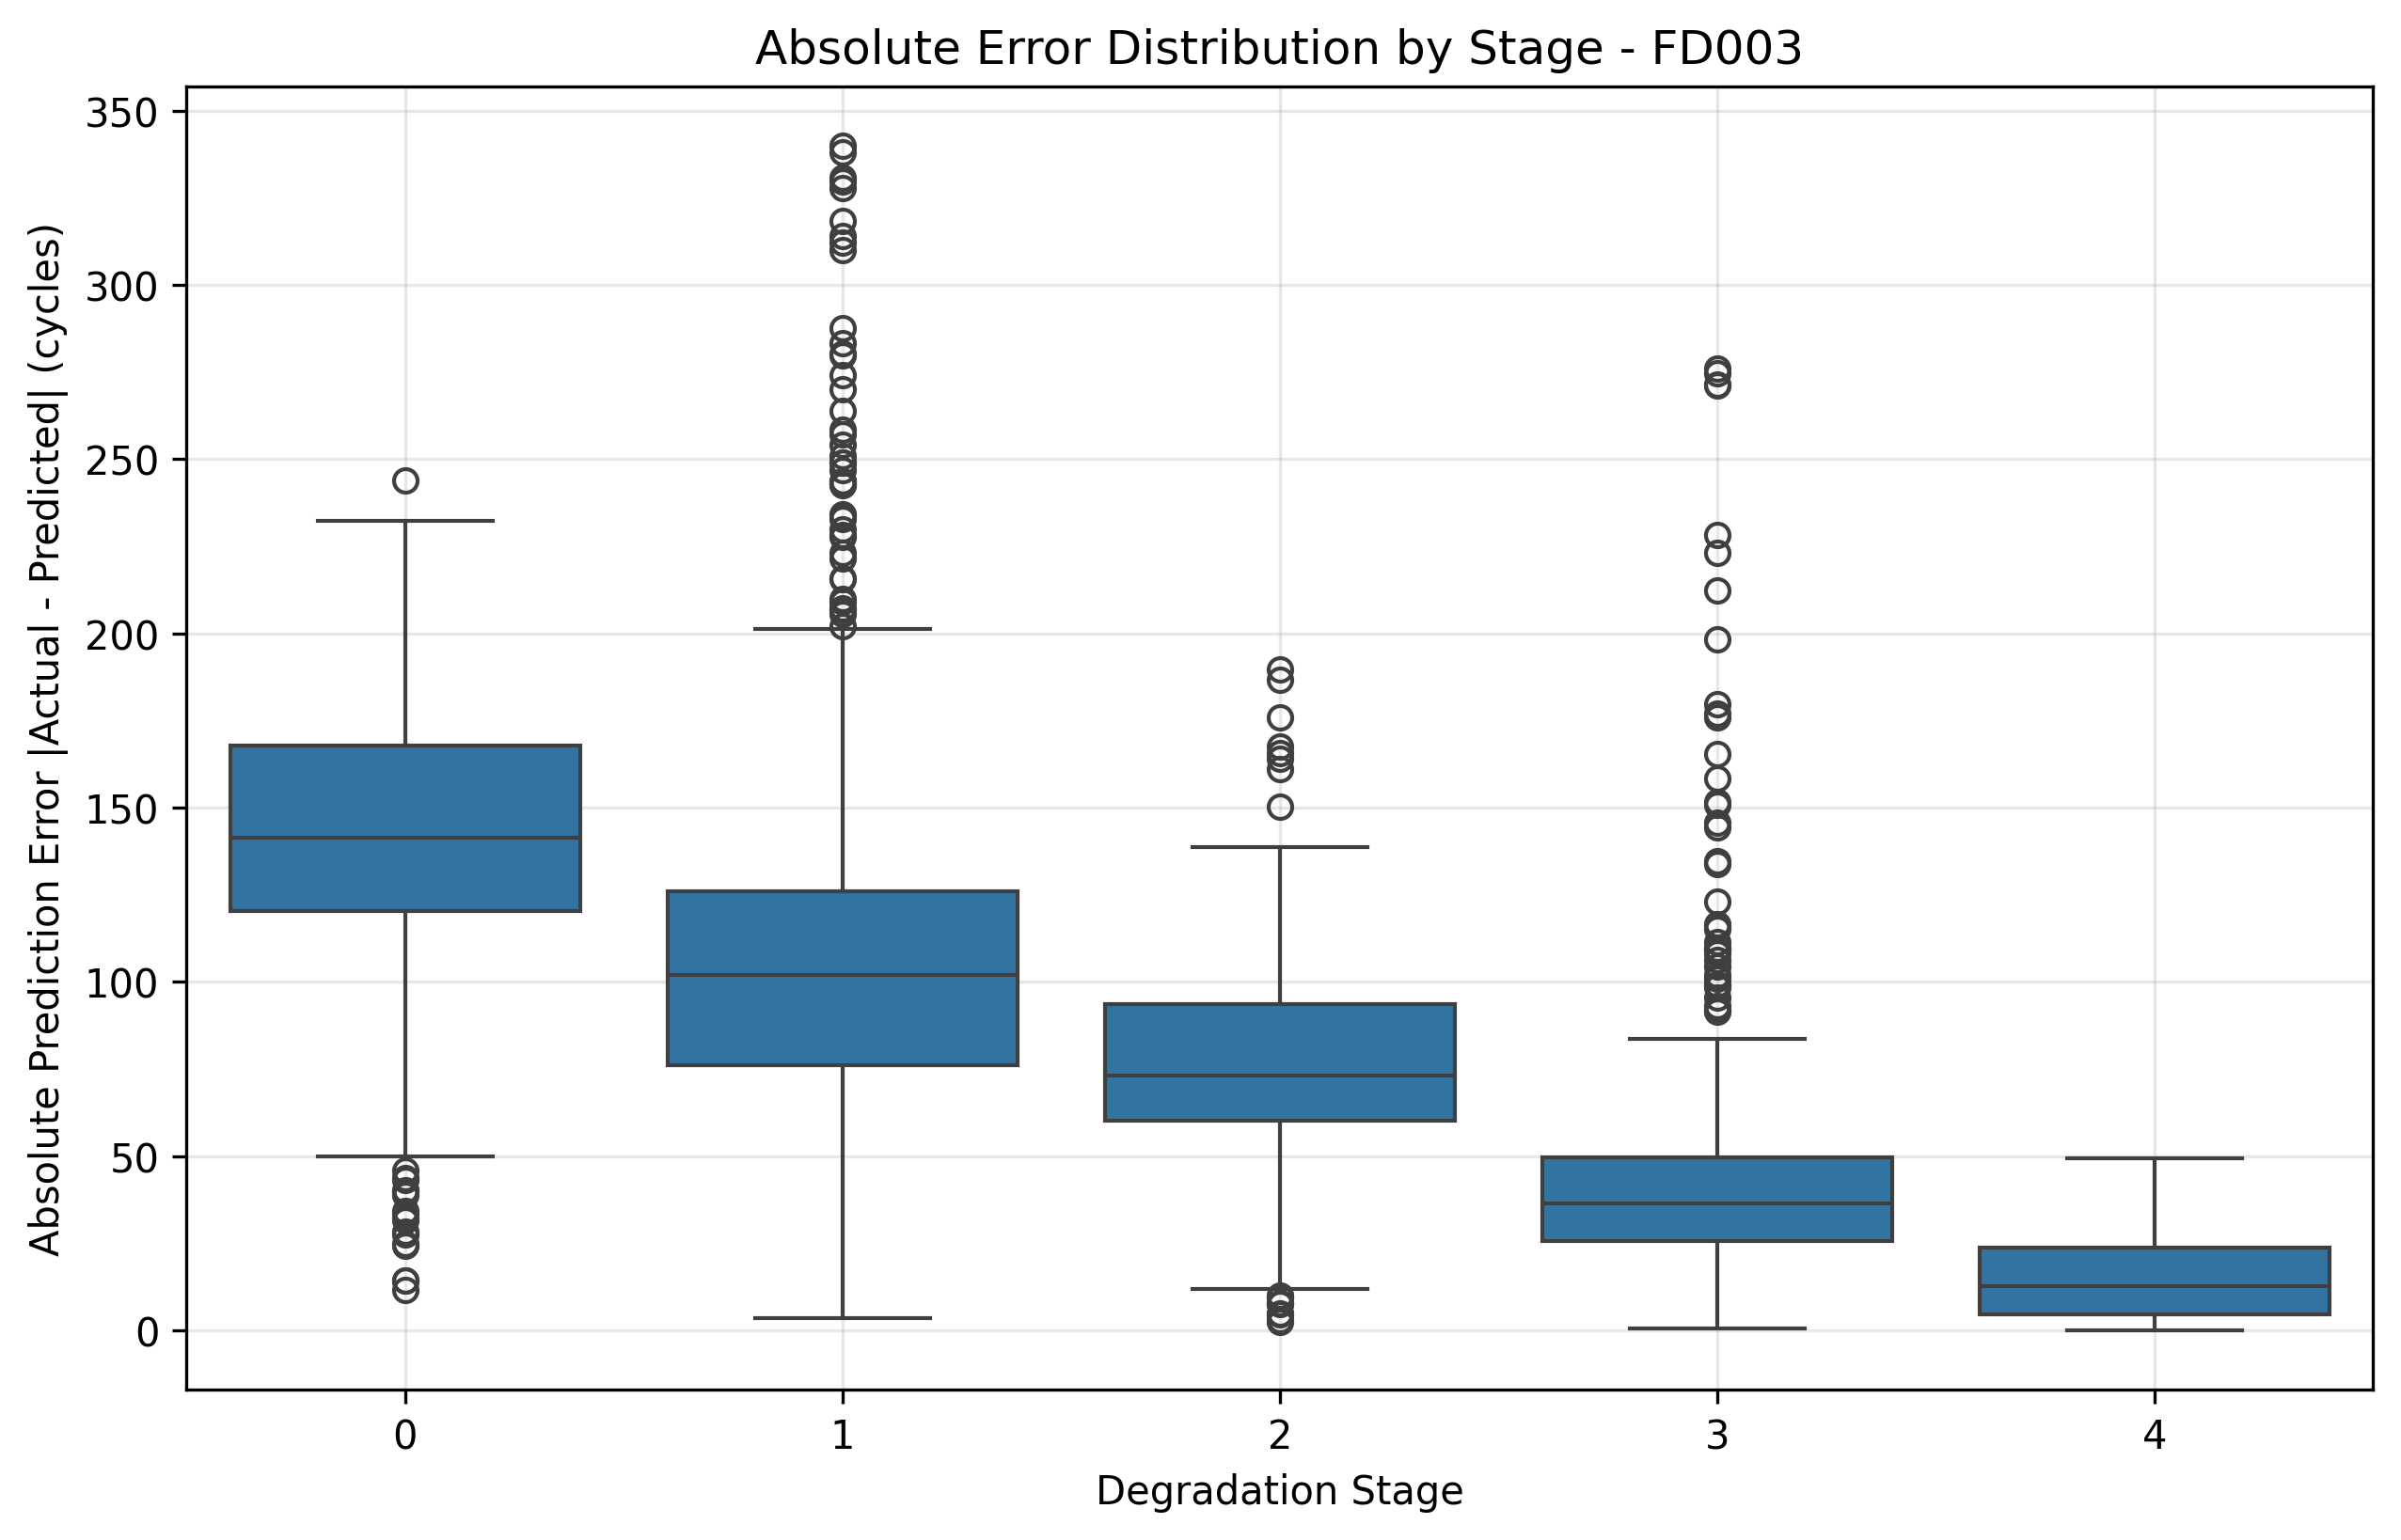 Absolute Error Distribution by Stage - FD003
Absolute Prediction Error |Actual - Predicted| (cycles)
350
300
250
200
150
100
50
0
0 1 2 3 4
Degradation Stage